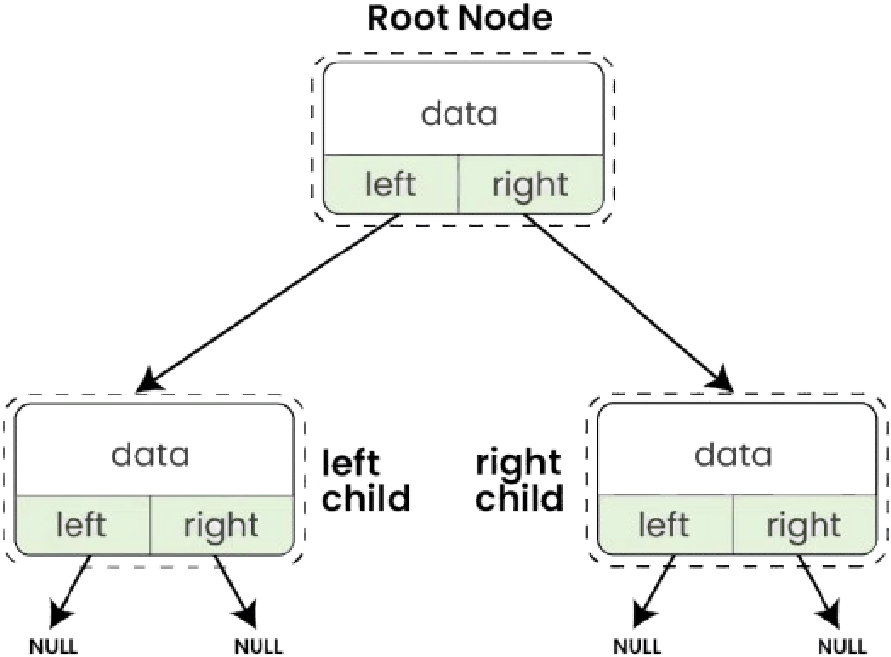 Root Node
data
left right
data
left right
left
child
right
child
data
left right
NULL
NULL
NULL
NULL